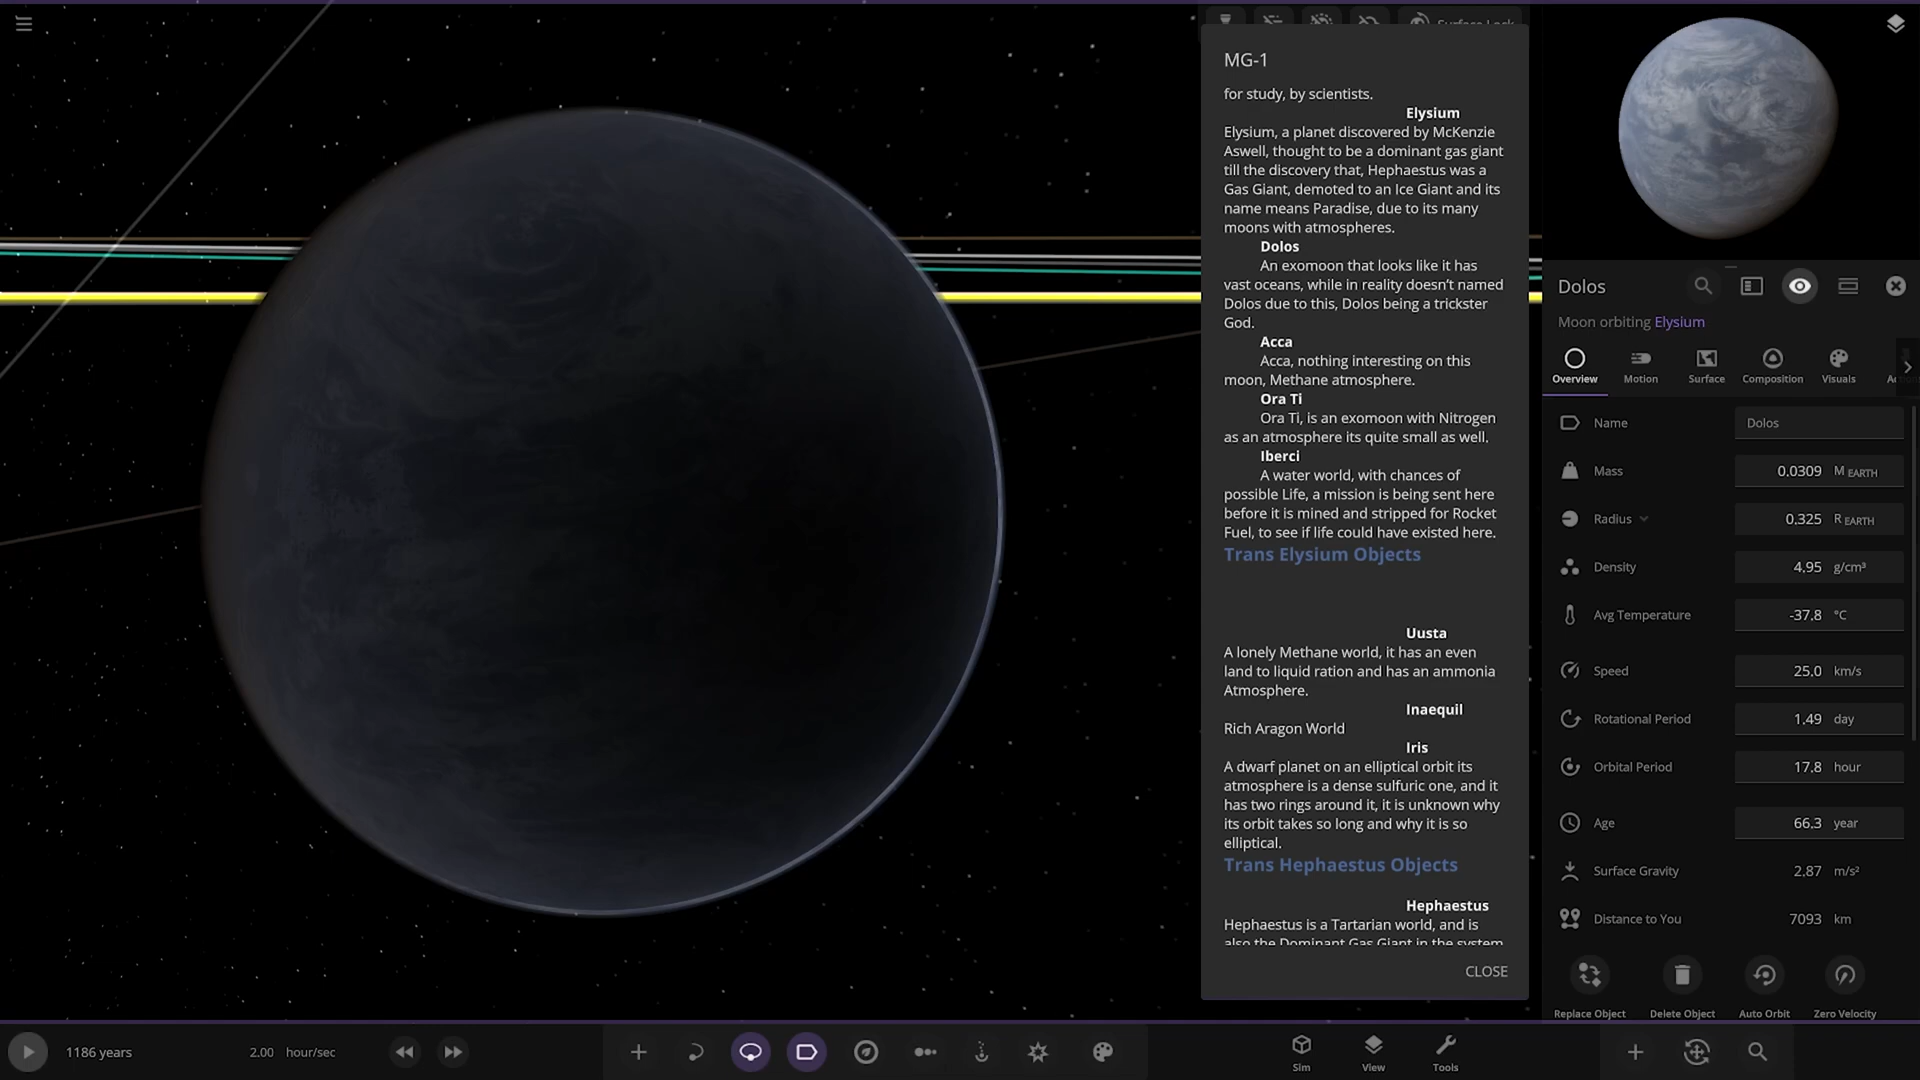 Surface Lock
MG-1
for study, by scientists.
Elysium
Elysium, a planet discovered by McKenzie
Aswell, thought to be a dominant gas giant
till the discovery that, Hephaestus was a
Gas Giant, demoted to an Ice Giant and its
name means Paradise, due to its many
moons with atmospheres.
Dolos
An exomoon that looks like it has
vast oceans, while in reality doesn't named
Dolos due to this, Dolos being a trickster
God.
Acca
Acca, nothing interesting on this
moon, Methane atmosphere.
Ora Ti
Ora Ti, is an exomoon with Nitrogen
as an atmosphere its quite small as well.
Iberci
A water world, with chances of
possible Life, a mission is being sent here
before it is mined and stripped for Rocket
Fuel, to see if life could have existed here.
Trans Elysium Objects
Uusta
A lonely Methane world, it has an even
land to liquid ration and has an ammonia
Atmosphere.
Inaequil
Rich Aragon World
Iris
A dwarf planet on an elliptical orbit its
atmosphere is a dense sulfuric one, and it
has two rings around it, it is unknown why
its orbit takes so long and why it is so
elliptical.
Trans Hephaestus Objects
Hephaestus
Hephaestus is a Tartarian world, and is
also the Dominant Gas Giant in the system
CLOSE
Dolos
Moon orbiting Elysium
Overview Motion Surface Composition Visuals
Name Dolos
Mass 0.0309 M EARTH
Radius 0.325 R EARTH
Density 4.95 g/cm³
Avg Temperature -37.8 °C
Speed 25.0 km/s
Rotational Period 1.49 day
Orbital Period 17.8 hour
Age 66.3 year
Surface Gravity 2.87 m/s²
Distance to You 7093 km
Replace Object Delete Object Auto Orbit Zero Velocity
1186 years 2.00 hour/sec Sim View Tools